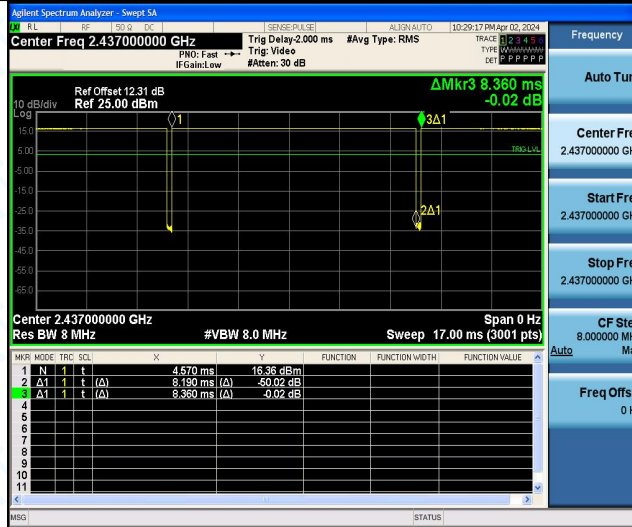 Agilent Spectrum Analyzer - Swept SA
RL RF 50 Ω DC SENSE:PULSE ALIGN AUTO 10:29:17 PM Apr 02, 2024
Center Freq 2.437000000 GHz
PNO: Fast
IFGain:Low
Trig Delay-2.000 ms
Trig: Video
#Atten: 30 dB
#Avg Type: RMS
TRACE 1 2 3 4 5 6
TYPE
DET P P P P P P
Frequency
Auto Tun
Center Fre
2.437000000 GH
Start Fre
2.437000000 GH
Stop Fre
2.437000000 GH
CF Ste
8.000000 MH
Auto Ma
Freq Offs
0 H
Ref Offset 12.31 dB
10 dB/div Ref 25.00 dBm
Log
ΔMkr3 8.360 ms
-0.02 dB
1
3Δ1
15.0
5.00
TRIG LVL
-5.00
-15.0
2Δ1
-25.0
-35.0
-45.0
-55.0
-65.0
Center 2.437000000 GHz Span 0 Hz
Res BW 8 MHz #VBW 8.0 MHz Sweep 17.00 ms (3001 pts)
MKR MODE TRC SCL X Y FUNCTION FUNCTION WIDTH FUNCTION VALUE
1 N 1 t 4.570 ms 16.36 dBm
2 Δ1 1 t (Δ) 8.190 ms (Δ) -50.02 dB
3 Δ1 1 t (Δ) 8.360 ms (Δ) -0.02 dB
4
5
6
7
8
9
10
11
MSG STATUS